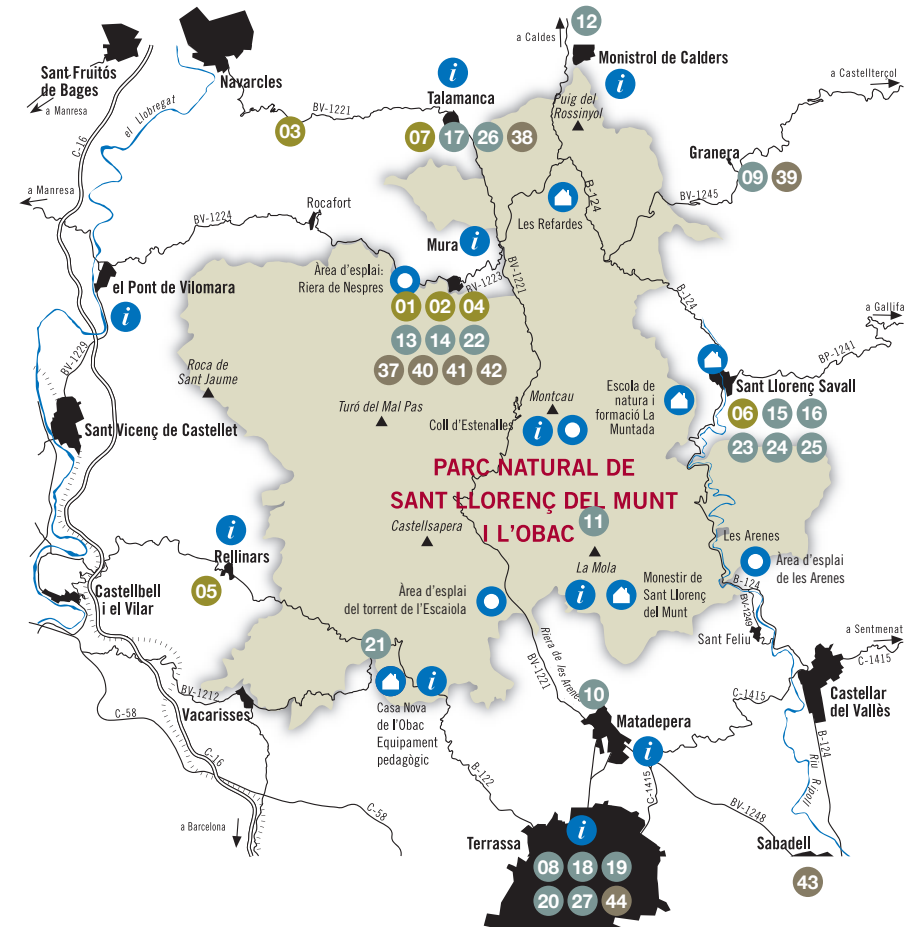 12
a Caldes
Sant Fruitós
de Bages
a Manresa
Navarcles
el Llobregat
C-16
BV-1221
03
i
Talamanca
07 17 26 38
Monistrol de Calders
i
Puig del
Rossinyol
a Castellterçol
Granera
09 39
BV-1245
B-124
Les Refardes
a Manresa
BV-1224
Rocafort
Mura i
BV-1223
BV-1221
Àrea d'esplai:
Riera de Nespres
01 02 04
13 14 22
37 40 41 42
el Pont de Vilomara
i
BV-1229
Roca de
Sant Jaume
Turó del Mal Pas
Sant Vicenç de Castellet
B-124
a Gallifa
BP-1241
Sant Llorenç Savall
06 15 16
23 24 25
Escola de
natura i
formació La
Muntada
Montcau
Coll d'Estenalles
i
PARC NATURAL DE
SANT LLORENÇ DEL MUNT
I L'OBAC
11
Castellsapera
La Mola
i
Monestir de
Sant Llorenç
del Munt
Les Arenes
Àrea d'esplai
de les Arenes
B-124
BV-1249
Sant Feliu
a Sentmenat
C-1415
i
Rellinars
05
Castellbell
i el Vilar
Àrea d'esplai
del torrent de l'Escaiola
21
i
Casa Nova
de l'Obac
Equipament
pedagògic
BV-1212
Vacarisses
C-58
C-16
a Barcelona
C-58
B-122
Riera de les Arenes
BV-1221
10
Matadepera
i
C-1415
C-1415
BV-1248
Castellar
del Vallès
B-124
Riu Ripoll
Sabadell
43
Terrassa
i
08 18 19
20 27 44